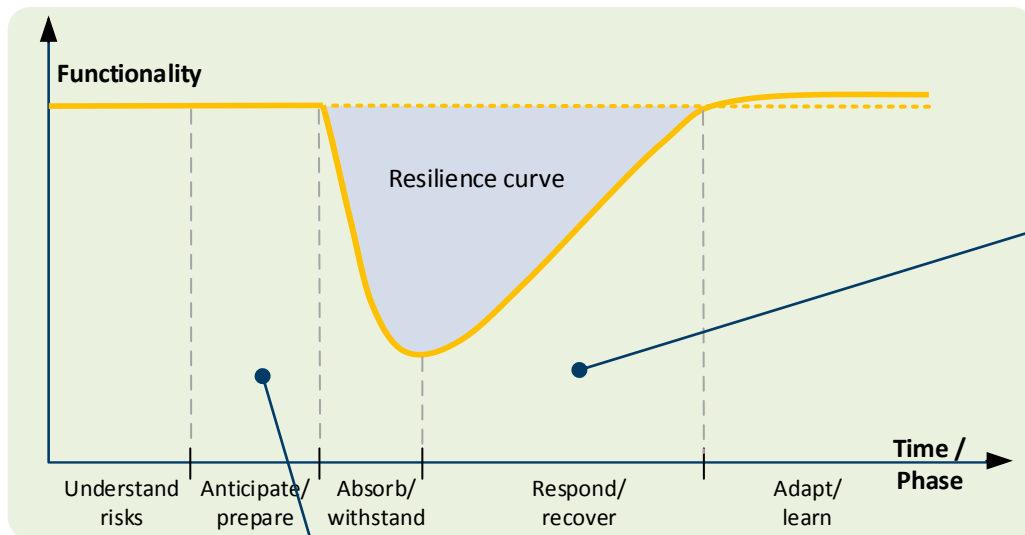 Functionality
Resilience curve
Time /
Phase
Understand
risks
Anticipate/
prepare
Absorb/
withstand
Respond/
recover
Adapt/
learn